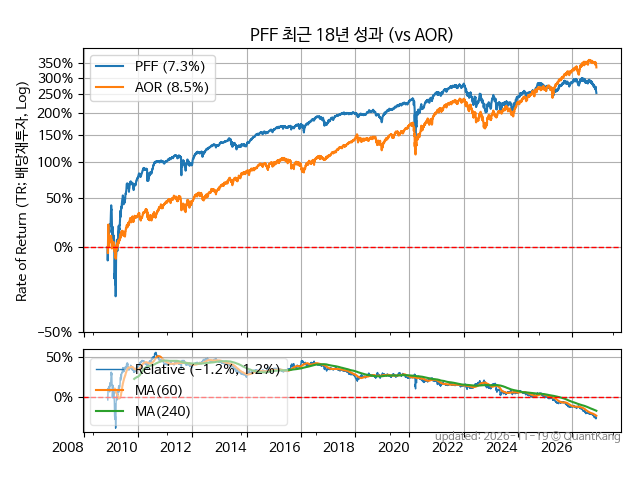 PFF 최근 18년 성과 (vs AOR)
Rate of Return (TR; 배당재투자, Log)
350%
300%
250%
200%
150%
100%
50%
0%
−50%
PFF (7.3%)
AOR (8.5%)
50%
0%
Relative (−1.2%, 1.2%)
MA(60)
MA(240)
2008 2010 2012 2014 2016 2018 2020 2022 2024 2026
updated: 2026-11-19 © QuantKang